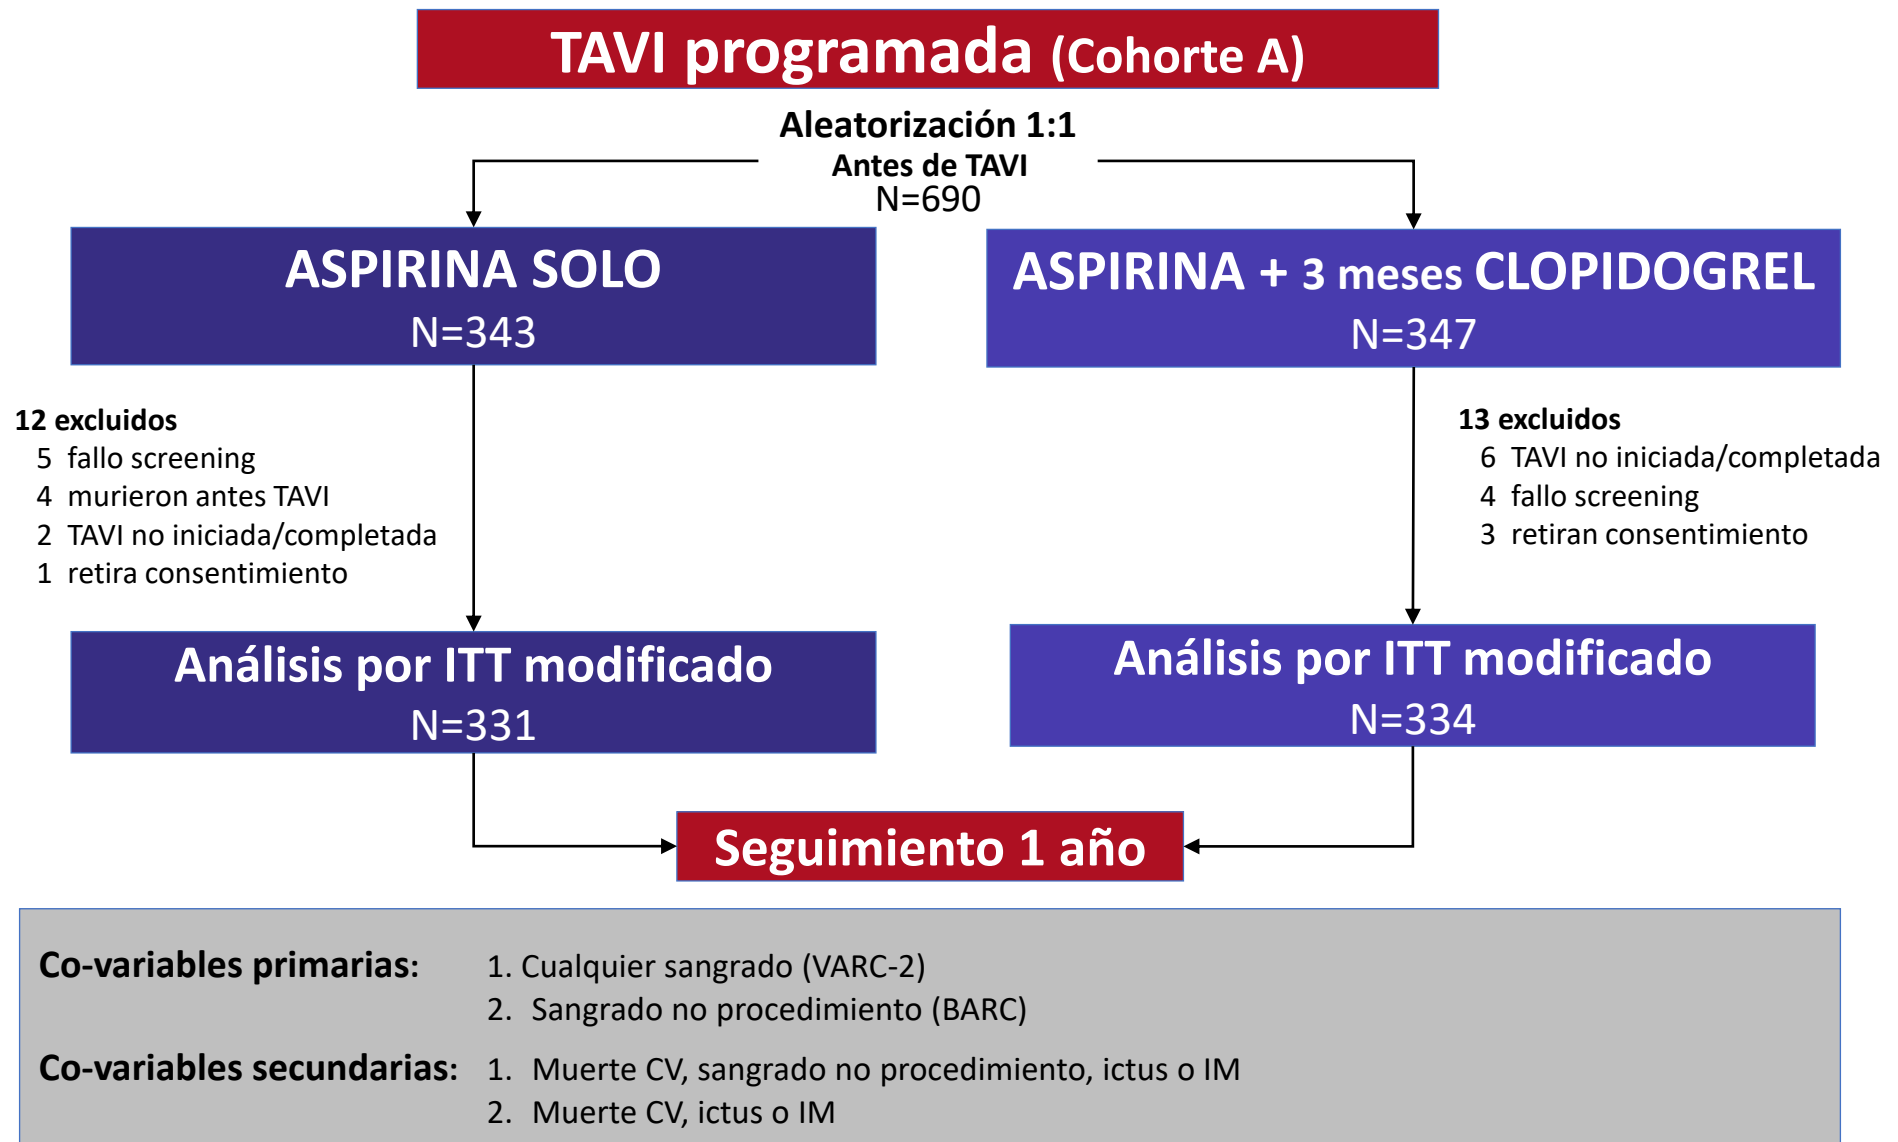 TAVI programada (Cohorte A)
Aleatorización 1:1
Antes de TAVI
N=690
ASPIRINA SOLO
N=343
ASPIRINA + 3 meses CLOPIDOGREL
N=347
12 excluidos
5 fallo screening
4 murieron antes TAVI
2 TAVI no iniciada/completada
1 retira consentimiento
13 excluidos
6 TAVI no iniciada/completada
4 fallo screening
3 retiran consentimiento
Análisis por ITT modificado
N=331
Análisis por ITT modificado
N=334
Seguimiento 1 año
Co-variables primarias: 1. Cualquier sangrado (VARC-2)
2. Sangrado no procedimiento (BARC)
Co-variables secundarias: 1. Muerte CV, sangrado no procedimiento, ictus o IM
2. Muerte CV, ictus o IM